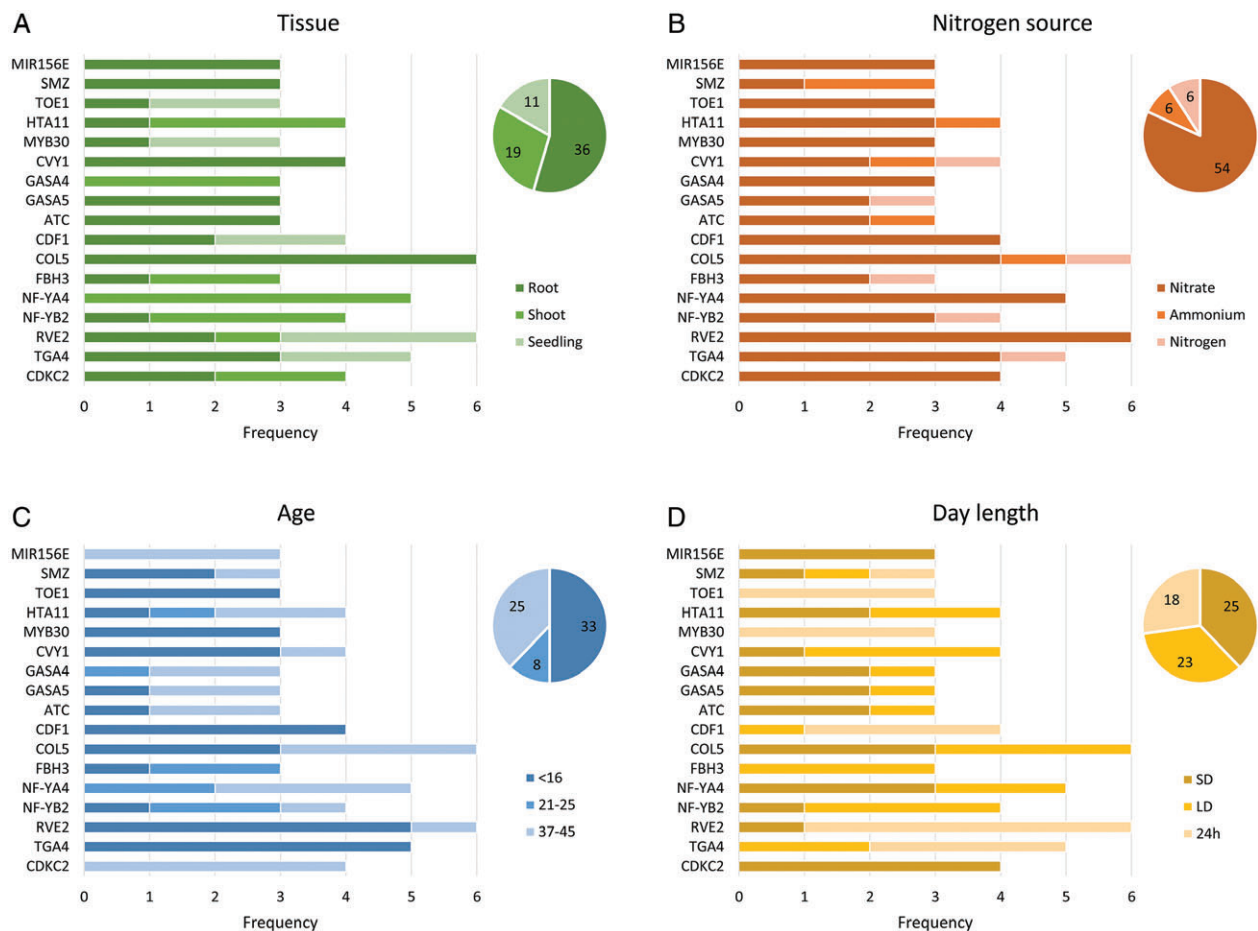 A
Tissue
MIR156E
SMZ
TOE1
HTA11
MYB30
CVY1
GASA4
GASA5
ATC
CDF1
COL5
FBH3
NF-YA4
NF-YB2
RVE2
TGA4
CDKC2
0 1 2 3 4 5 6
Frequency
11
19
36
Root
Shoot
Seedling
B
Nitrogen source
MIR156E
SMZ
TOE1
HTA11
MYB30
CVY1
GASA4
GASA5
ATC
CDF1
COL5
FBH3
NF-YA4
NF-YB2
RVE2
TGA4
CDKC2
0 1 2 3 4 5 6
Frequency
6
6
54
Nitrate
Ammonium
Nitrogen
C
Age
MIR156E
SMZ
TOE1
HTA11
MYB30
CVY1
GASA4
GASA5
ATC
CDF1
COL5
FBH3
NF-YA4
NF-YB2
RVE2
TGA4
CDKC2
0 1 2 3 4 5 6
Frequency
25
33
8
<16
21-25
37-45
D
Day length
MIR156E
SMZ
TOE1
HTA11
MYB30
CVY1
GASA4
GASA5
ATC
CDF1
COL5
FBH3
NF-YA4
NF-YB2
RVE2
TGA4
CDKC2
0 1 2 3 4 5 6
Frequency
18
25
23
SD
LD
24h